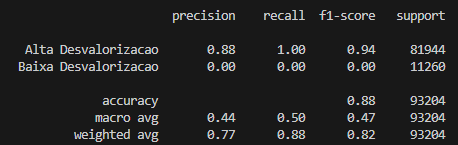 precision recall f1-score support
Alta Desvalorizacao 0.88 1.00 0.94 81944
Baixa Desvalorizacao 0.00 0.00 0.00 11260
accuracy 0.88 93204
macro avg 0.44 0.50 0.47 93204
weighted avg 0.77 0.88 0.82 93204